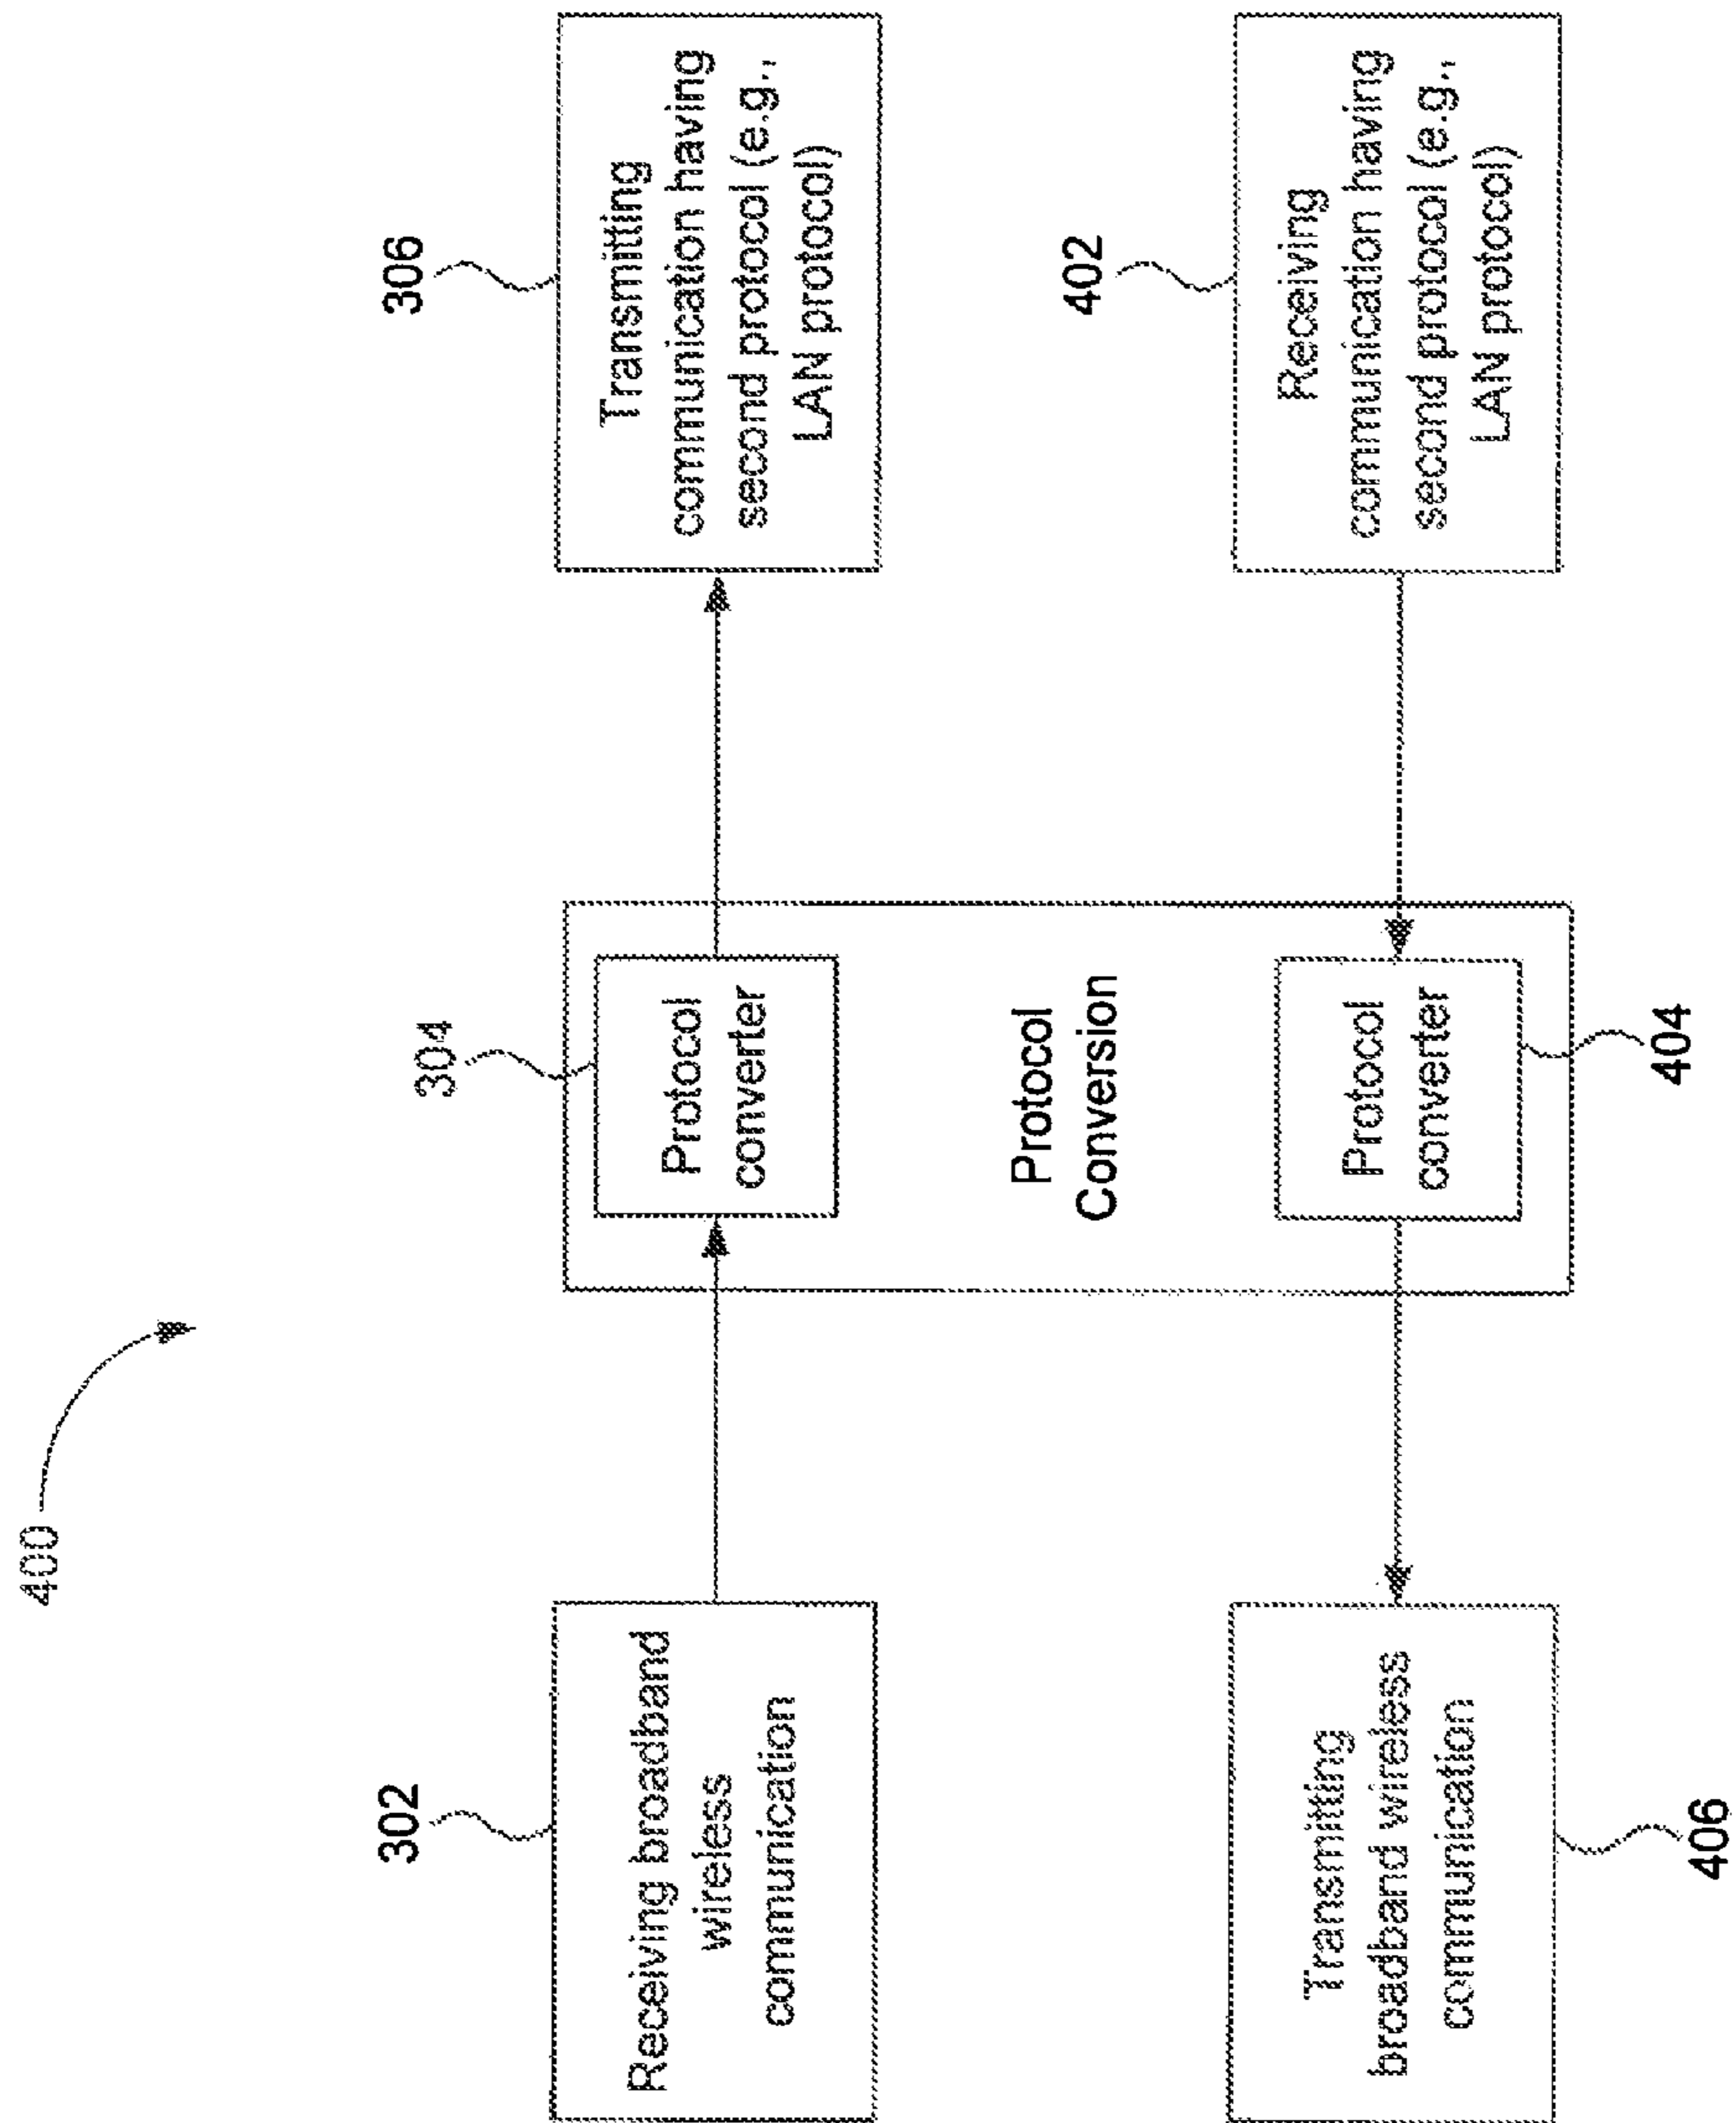 400
302
Receiving broadband
wireless
communication
304
Protocol
converter
306
Transmitting
communication having
second protocol (e.g.,
LAN protocol)
Protocol
Conversion
402
Receiving
communication having
second protocol (e.g.,
LAN protocol)
Protocol
converter
404
Transmitting
broadband wireless
communication
406